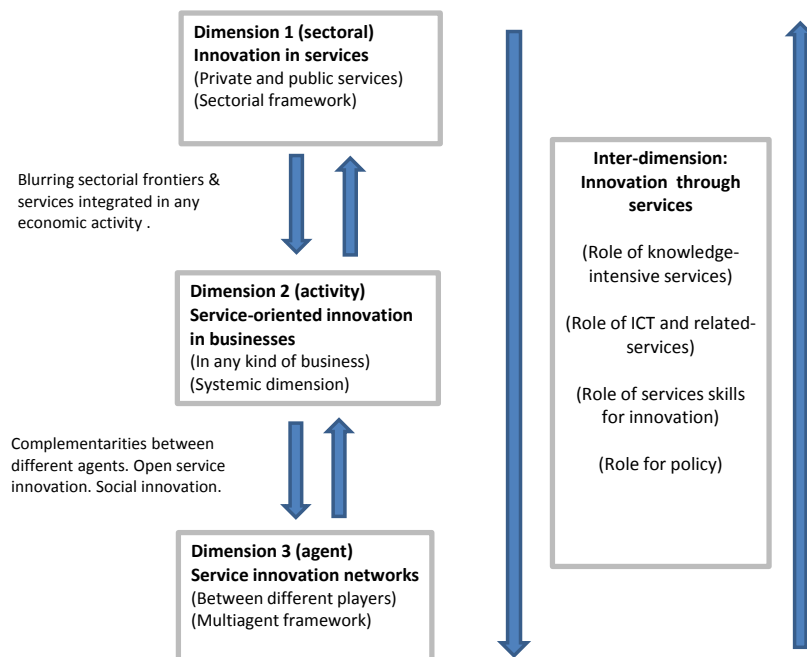 Dimension 1 (sectoral)
Innovation in services
(Private and public services)
(Sectorial framework)
Blurring sectorial frontiers &
services integrated in any
economic activity .
Dimension 2 (activity)
Service-oriented innovation
in businesses
(In any kind of business)
(Systemic dimension)
Complementarities between
different agents. Open service
innovation. Social innovation.
Dimension 3 (agent)
Service innovation networks
(Between different players)
(Multiagent framework)
Inter-dimension:
Innovation through
services
(Role of knowledge-
intensive services)
(Role of ICT and related-
services)
(Role of services skills
for innovation)
(Role for policy)